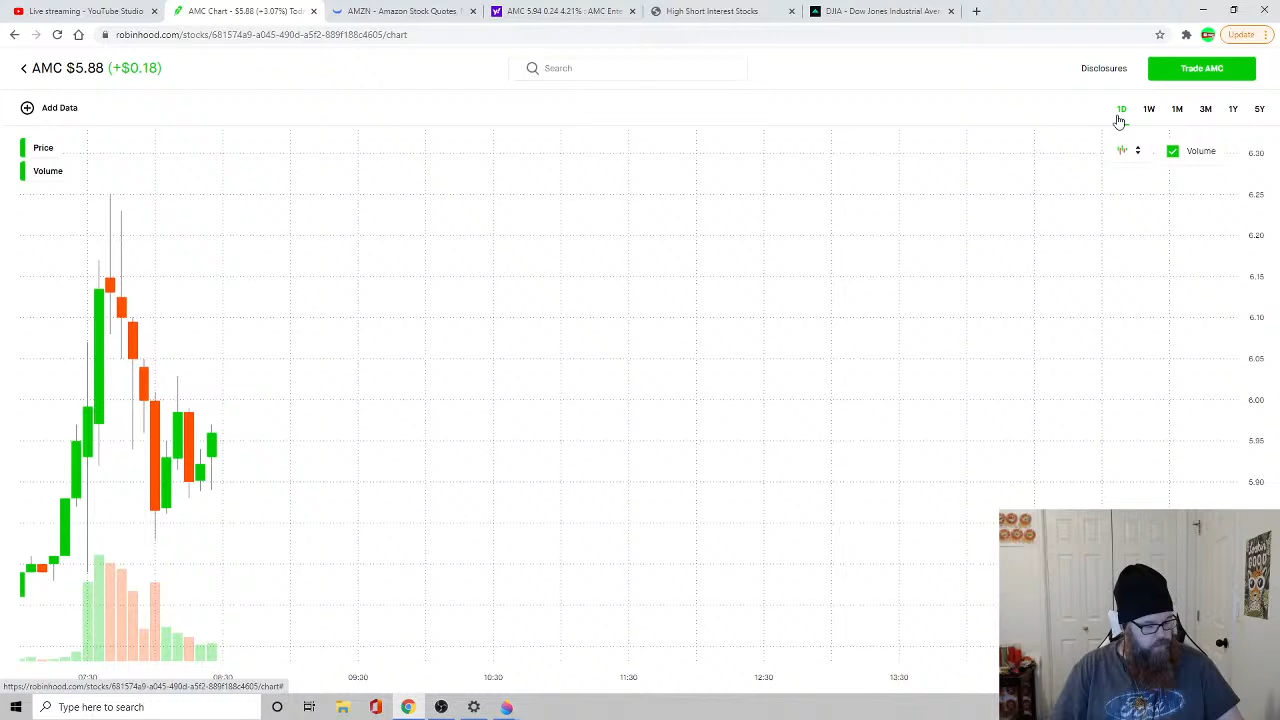 Live streaming - YouTube Studio
AMC Chart - $5.88 (+3.07%) Toda
AMZN - Amazon Stock Quotes,
AMC 5.94 0.24 4.21% : AMC Ente
High Short Interest Stocks
DJIA - Dow Jones Industrial Aver
robinhood.com/stocks/681574a9-a045-490d-a5f2-889f188c4605/chart
Update
AMC $5.88 (+$0.18)
Search
Disclosures
Trade AMC
Add Data
1D
1W
1M
3M
1Y
5Y
Price
Volume
Volume
6.30
6.25
6.20
6.15
6.10
6.05
6.00
5.95
5.90
07:30
08:30
09:30
10:30
11:30
12:30
13:30
https://robinhood.com/stocks/681574a9-a045-490d-a5f2-889f188c4605/chart#
Type here to search